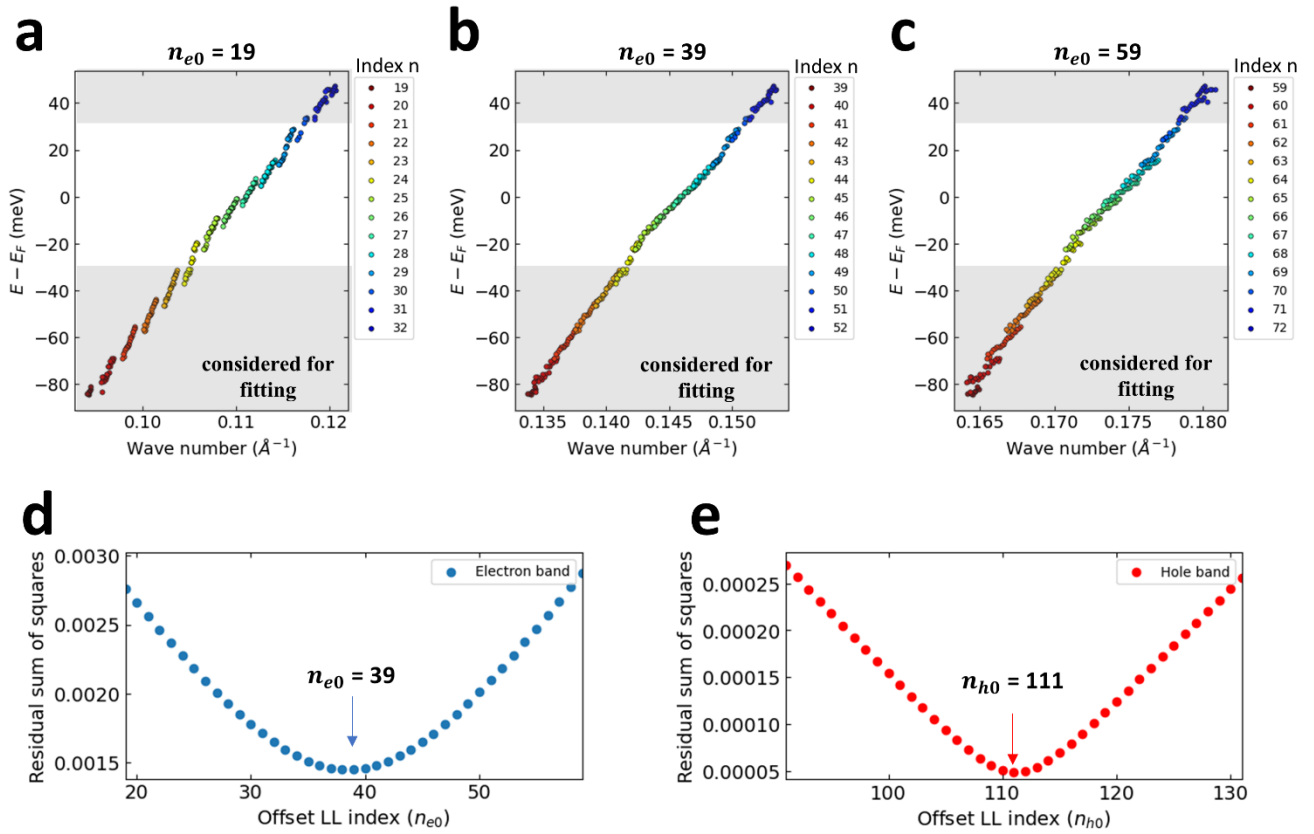 a
n_e0 = 19
Index n
40
20
0
−20
−40
−60
−80
E − E_F (meV)
0.10
0.11
0.12
Wave number (Å⁻¹)
considered for
fitting
19
20
21
22
23
24
25
26
27
28
29
30
31
32
b
n_e0 = 39
Index n
40
20
0
−20
−40
−60
−80
E − E_F (meV)
0.135
0.140
0.145
0.150
Wave number (Å⁻¹)
considered for
fitting
39
40
41
42
43
44
45
46
47
48
49
50
51
52
c
n_e0 = 59
Index n
40
20
0
−20
−40
−60
−80
E − E_F (meV)
0.165
0.170
0.175
0.180
Wave number (Å⁻¹)
considered for
fitting
59
60
61
62
63
64
65
66
67
68
69
70
71
72
d
0.0030
0.0025
0.0020
0.0015
Residual sum of squares
Electron band
n_e0 = 39
20
30
40
50
Offset LL index (n_e0)
e
0.00025
0.00020
0.00015
0.00010
0.00005
Residual sum of squares
Hole band
n_h0 = 111
100
110
120
130
Offset LL index (n_h0)